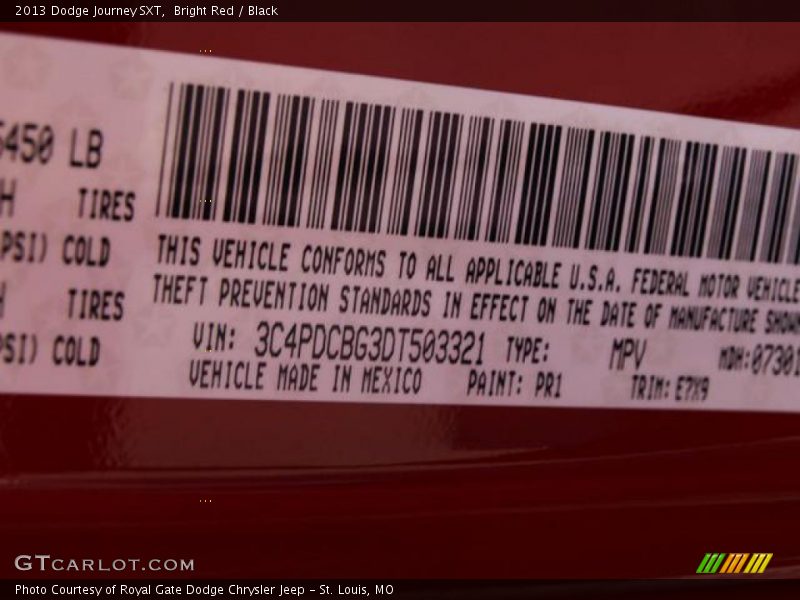 2013 Dodge Journey SXT, Bright Red / Black
5450 LB
H TIRES
PSI) COLD
H TIRES
PSI) COLD
THIS VEHICLE CONFORMS TO ALL APPLICABLE U.S.A. FEDERAL MOTOR VEHICLE
THEFT PREVENTION STANDARDS IN EFFECT ON THE DATE OF MANUFACTURE SHOWN
VIN: 3C4PDCBG3DT503321 TYPE: MPV MDH:07301
VEHICLE MADE IN MEXICO PAINT: PR1 TRIM: E7X9
GTCARLOT.COM
Photo Courtesy of Royal Gate Dodge Chrysler Jeep - St. Louis, MO